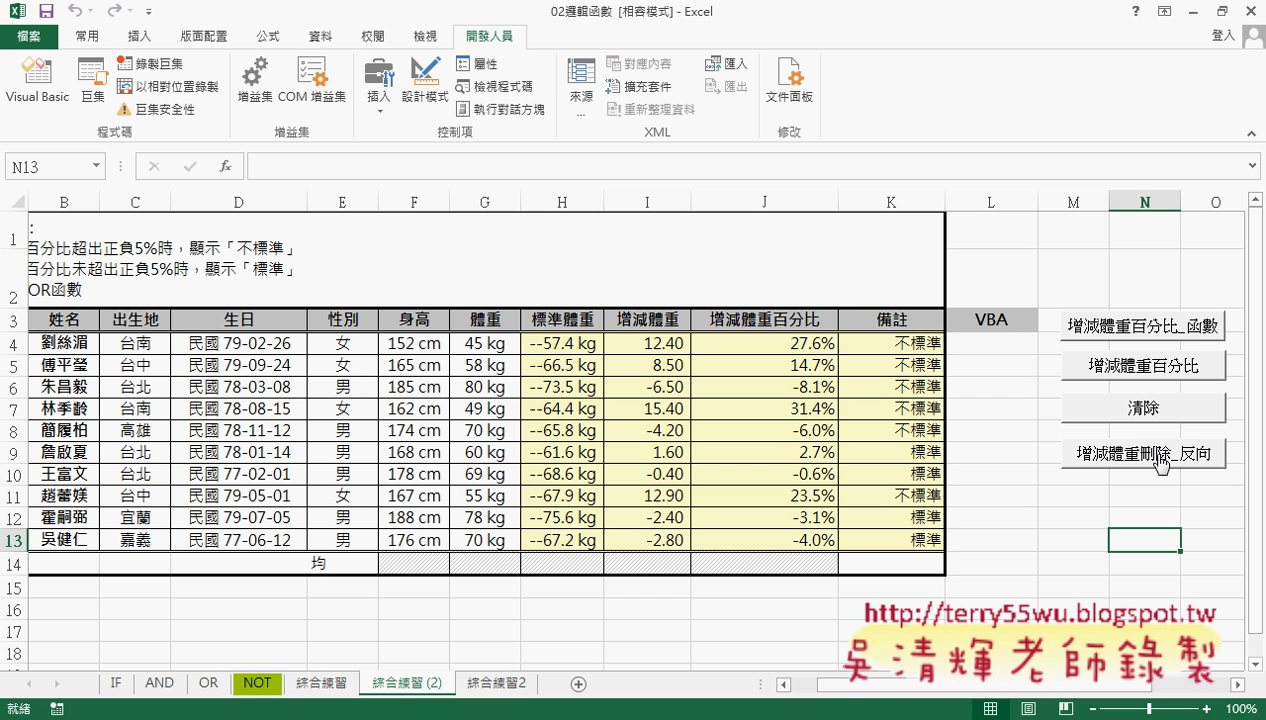 02邏輯函數 [相容模式] - Excel
檔案 常用 插入 版面配置 公式 資料 校閱 檢視 開發人員 登入
Visual Basic 巨集 錄製巨集 以相對位置錄製 巨集安全性 增益集 COM 增益集 插入 設計模式 屬性 檢視程式碼 執行對話方塊 來源 ... 對應內容 擴充套件 重新整理資料 匯入 匯出 文件面板
程式碼 增益集 控制項 XML 修改
N13 fx
B C D E F G H I J K L M N O
1 :
百分比超出正負5%時，顯示「不標準」
百分比未超出正負5%時，顯示「標準」
2 OR函數
3 姓名 出生地 生日 性別 身高 體重 標準體重 增減體重 增減體重百分比 備註 VBA
4 劉絲湄 台南 民國 79-02-26 女 152 cm 45 kg --57.4 kg 12.40 27.6% 不標準
5 傅平瑩 台中 民國 79-09-24 女 165 cm 58 kg --66.5 kg 8.50 14.7% 不標準
6 朱昌毅 台北 民國 78-03-08 男 185 cm 80 kg --73.5 kg -6.50 -8.1% 不標準
7 林季齡 台南 民國 78-08-15 女 162 cm 49 kg --64.4 kg 15.40 31.4% 不標準
8 簡履柏 高雄 民國 78-11-12 男 174 cm 70 kg --65.8 kg -4.20 -6.0% 不標準
9 詹啟夏 台北 民國 78-01-14 男 168 cm 60 kg --61.6 kg 1.60 2.7% 標準
10 王富文 台北 民國 77-02-01 男 178 cm 69 kg --68.6 kg -0.40 -0.6% 標準
11 趙蕾媄 台中 民國 79-05-01 女 167 cm 55 kg --67.9 kg 12.90 23.5% 不標準
12 霍嗣弼 宜蘭 民國 79-07-05 男 188 cm 78 kg --75.6 kg -2.40 -3.1% 標準
13 吳健仁 嘉義 民國 77-06-12 男 176 cm 70 kg --67.2 kg -2.80 -4.0% 標準
14 均
15
16
17
18
增減體重百分比_函數
增減體重百分比
清除
增減體重刪除_反向
http://terry55wu.blogspot.tw
吳清輝老師錄製
IF AND OR NOT 綜合練習 綜合練習 (2) 綜合練習2
就緒 100%